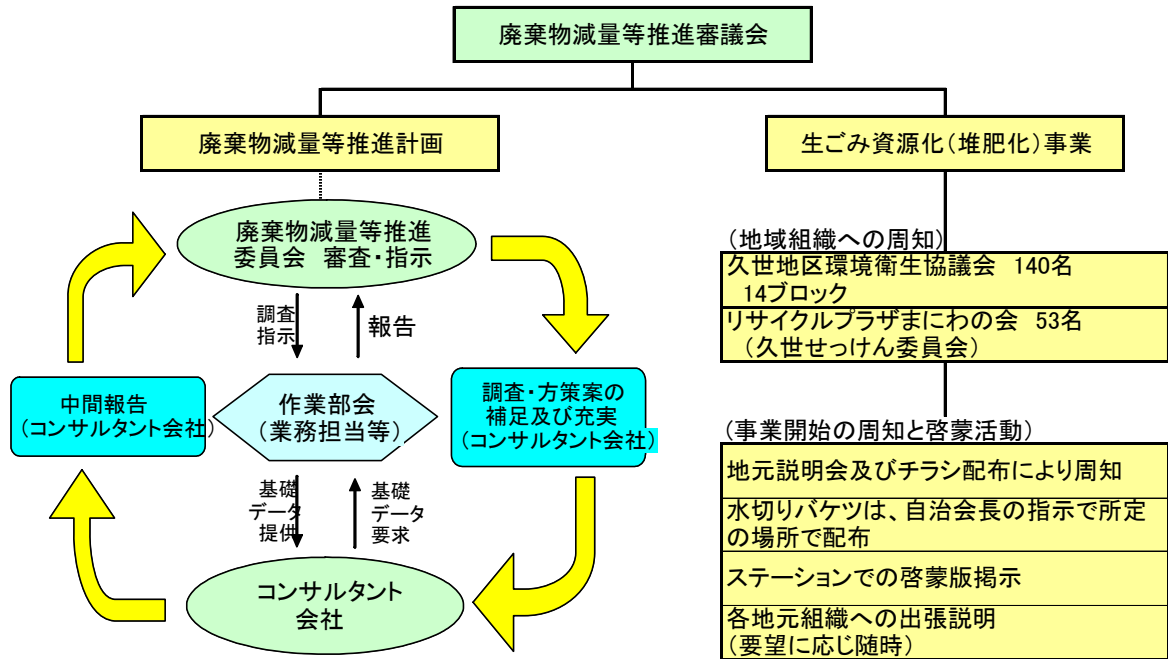 廃棄物減量等推進審議会
廃棄物減量等推進計画
廃棄物減量等推進
委員会 審査・指示
調査
指示
報告
中間報告
(コンサルタント会社)
作業部会
(業務担当等)
調査・方策案の
補足及び充実
(コンサルタント会社)
基礎
データ
提供
基礎
データ
要求
コンサルタント
会社
生ごみ資源化(堆肥化)事業
(地域組織への周知)
久世地区環境衛生協議会 140名
14ブロック
リサイクルプラザまにわの会 53名
(久世せっけん委員会)
(事業開始の周知と啓蒙活動)
地元説明会及びチラシ配布により周知
水切りバケツは、自治会長の指示で所定
の場所で配布
ステーションでの啓蒙版掲示
各地元組織への出張説明
(要望に応じ随時)